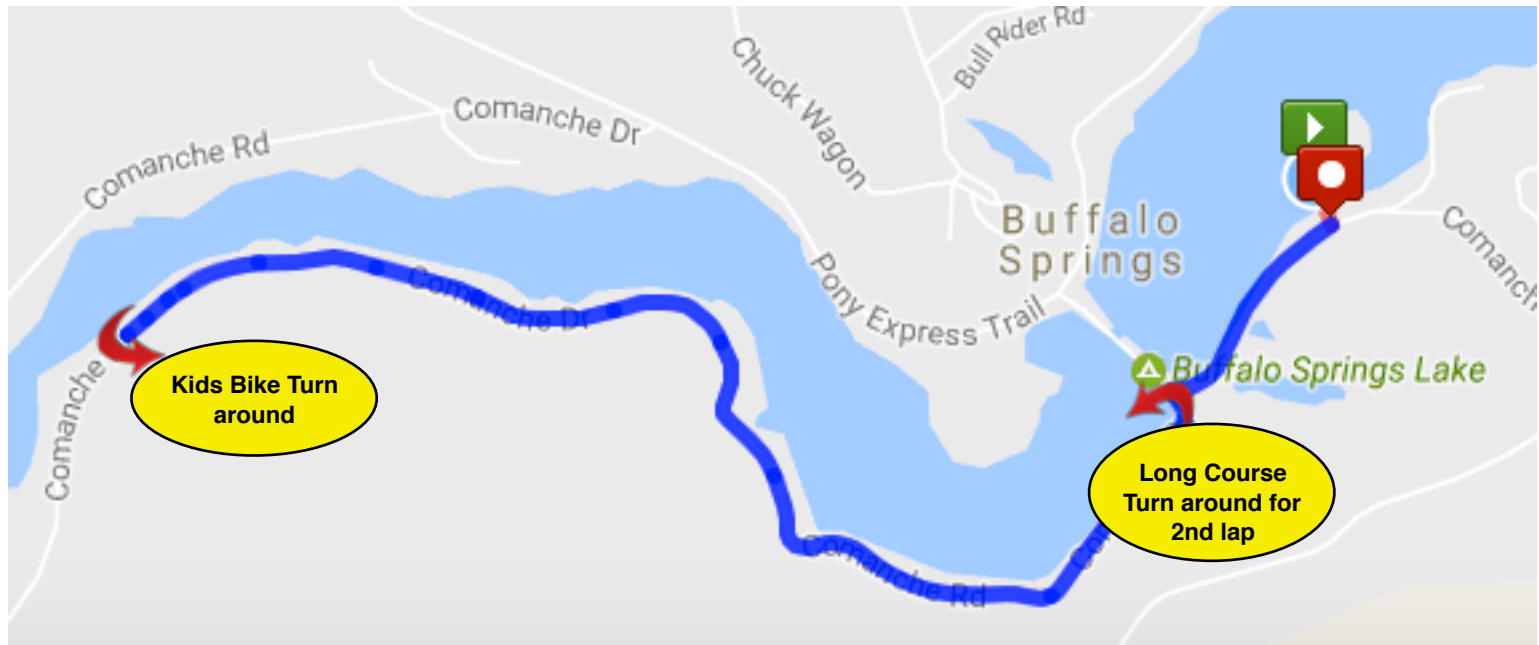 Bull Rider Rd
Chuck Wagon
Comanche Dr
Comanche Rd
Buffalo
Springs
Comanche
Pony Express Trail
Comanche Dr
Buffalo Springs Lake
Kids Bike Turn
around
Comanche
Long Course
Turn around for
2nd lap
Comanche Rd